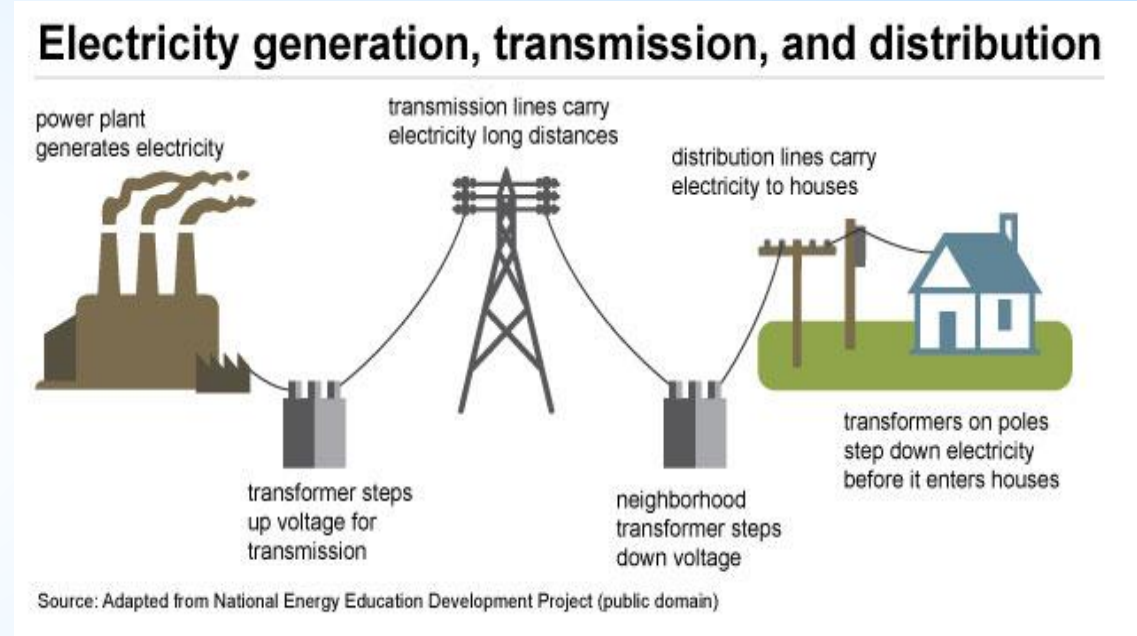 Electricity generation, transmission, and distribution
power plant
generates electricity
transmission lines carry
electricity long distances
distribution lines carry
electricity to houses
transformer steps
up voltage for
transmission
neighborhood
transformer steps
down voltage
transformers on poles
step down electricity
before it enters houses
Source: Adapted from National Energy Education Development Project (public domain)